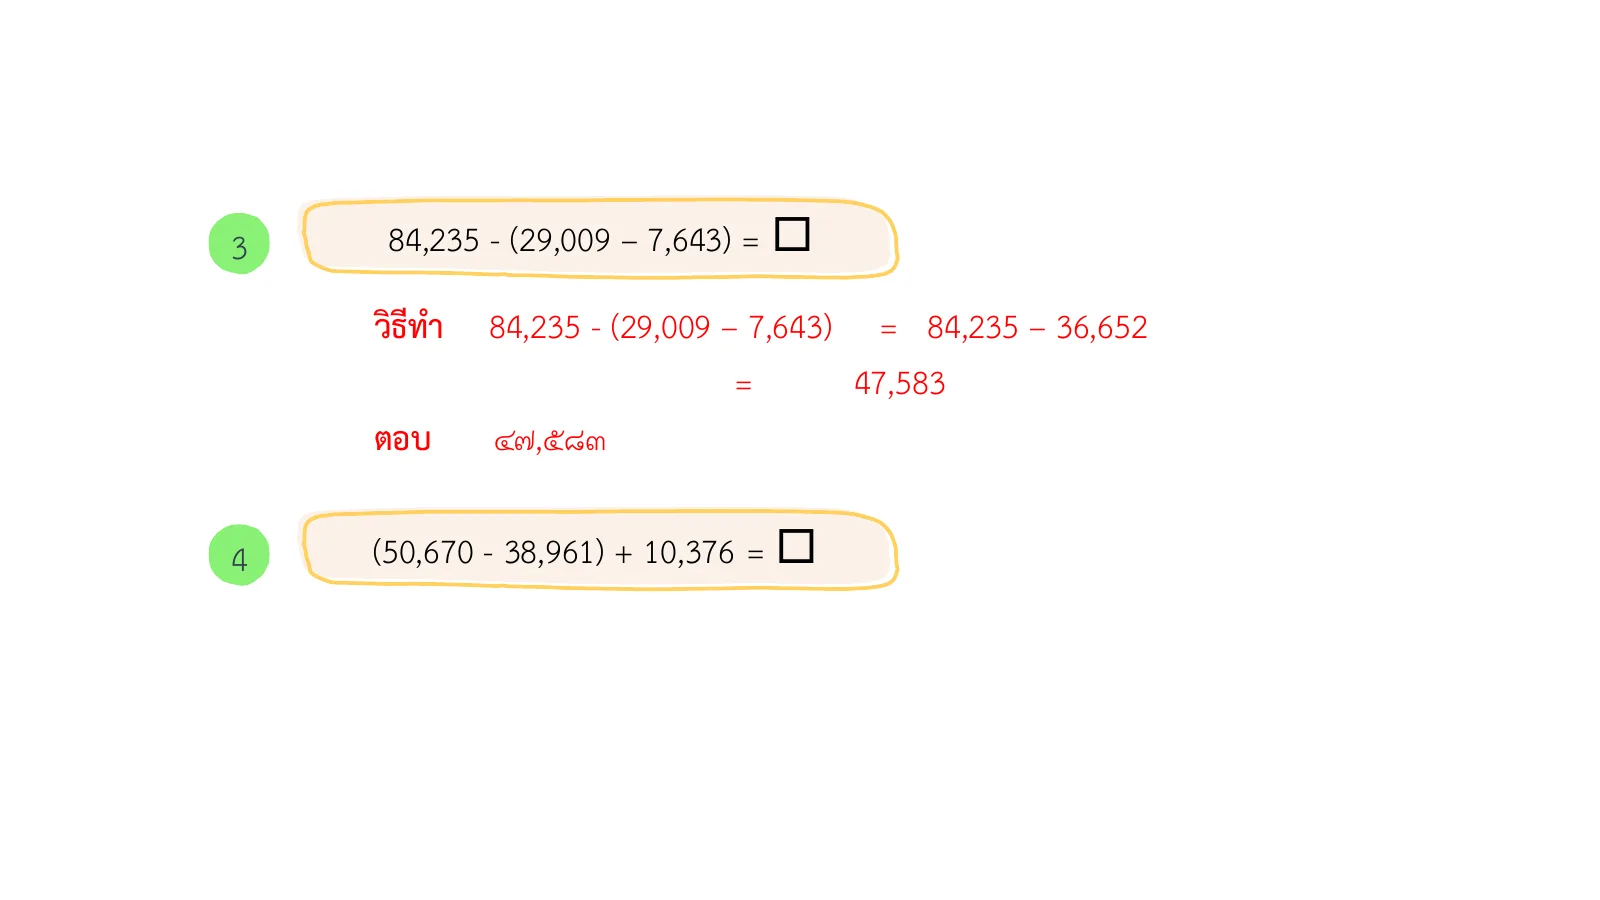 3
84,235 - (29,009 – 7,643) = □
วิธีทำ 84,235 - (29,009 – 7,643) = 84,235 – 36,652
= 47,583
ตอบ ๔๗,๕๘๓
4
(50,670 - 38,961) + 10,376 = □